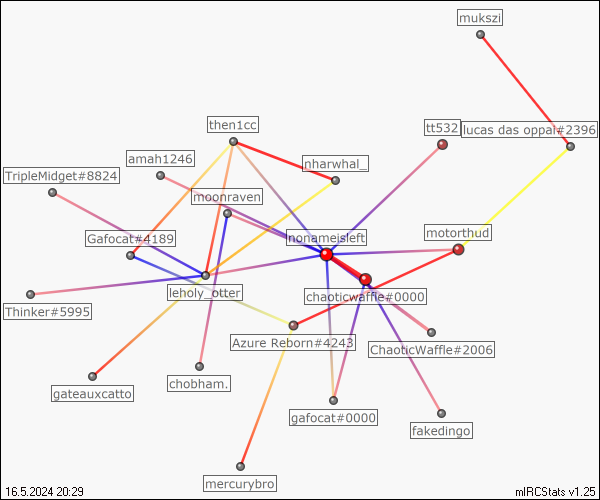 mukszi
then1cc
tt532
lucas das oppai#2396
amah1246
nharwhal_
TripleMidget#8824
moonraven
Gafocat#4189
nonameisleft
motorthud
leholy_otter
chaoticwaffle#0000
Thinker#5995
Azure Reborn#4243
ChaoticWaffle#2006
gateauxcatto
chobham.
gafocat#0000
fakedingo
mercurybro
16.5.2024 20:29
mIRCStats v1.25